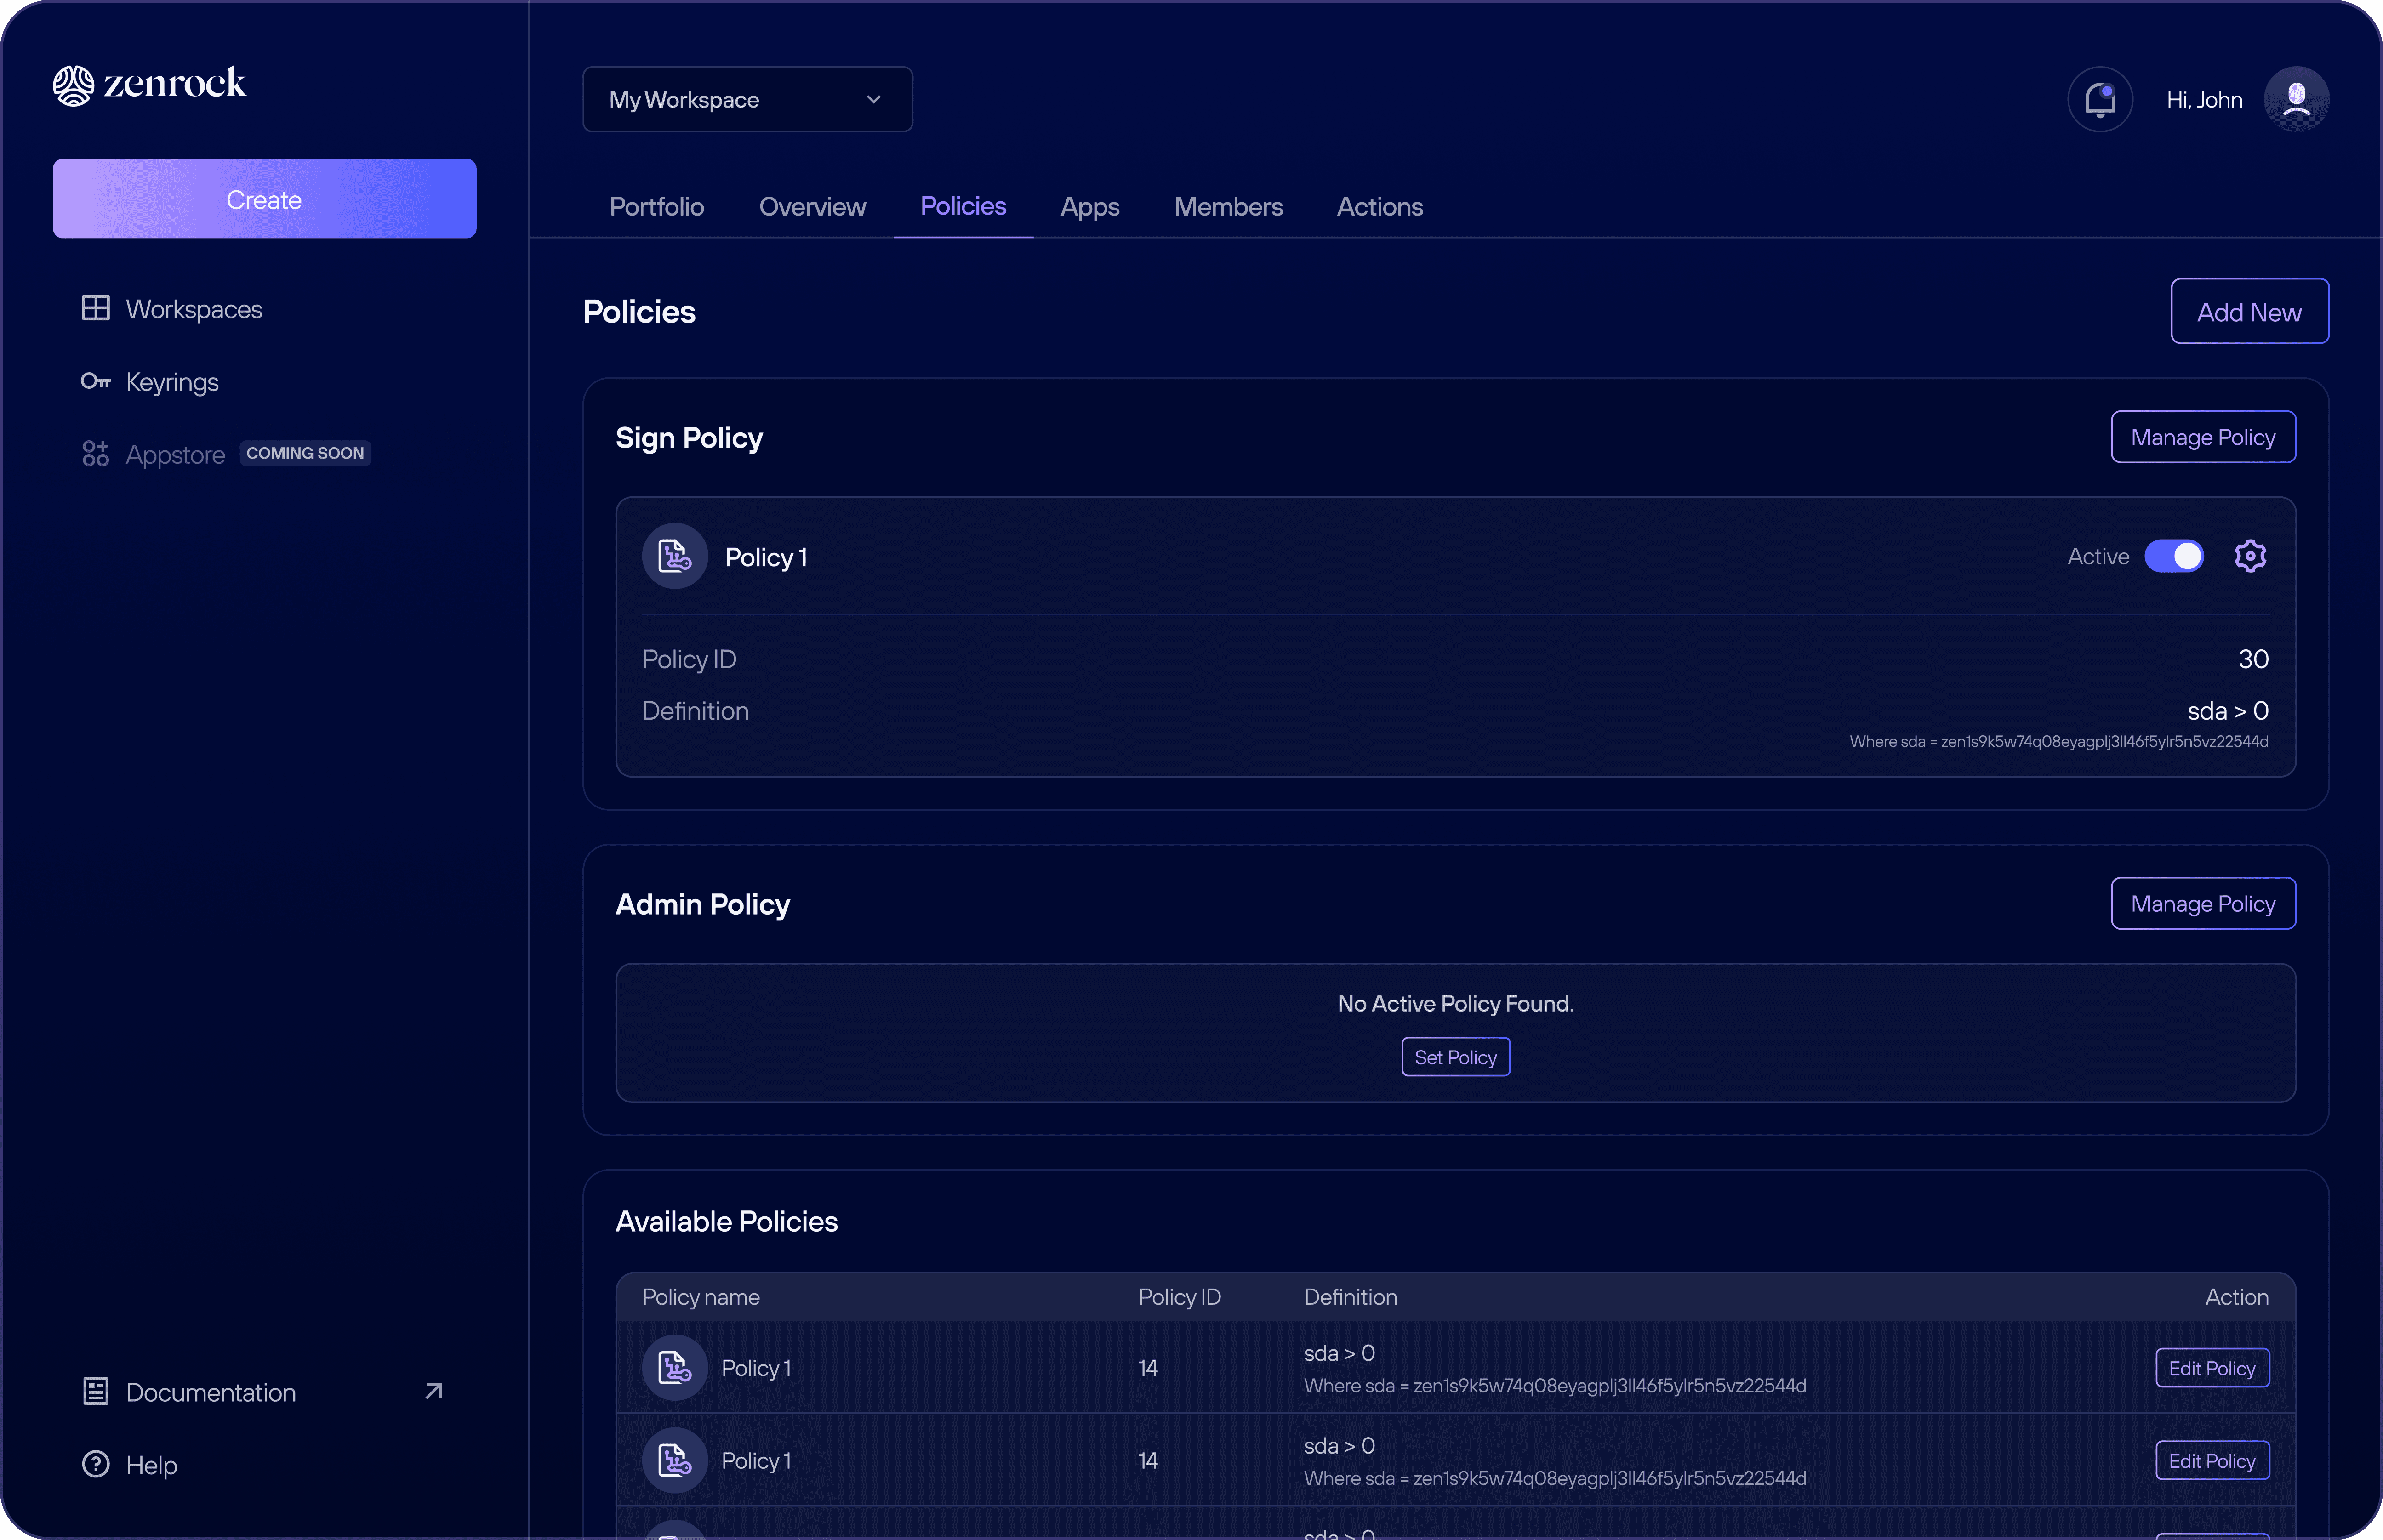 zenrock
Create
Workspaces
Keyrings
Appstore COMING SOON
Documentation
Help
My Workspace
Hi, John
Portfolio Overview Policies Apps Members Actions
Policies
Add New
Sign Policy
Manage Policy
Policy 1
Active
Policy ID 30
Definition sda > 0
Where sda = zen1s9k5w74q08eyagplj3ll46f5ylr5n5vz22544d
Admin Policy
Manage Policy
No Active Policy Found.
Set Policy
Available Policies
Policy name Policy ID Definition Action
Policy 1 14 sda > 0
Where sda = zen1s9k5w74q08eyagplj3ll46f5ylr5n5vz22544d
Edit Policy
Policy 1 14 sda > 0
Where sda = zen1s9k5w74q08eyagplj3ll46f5ylr5n5vz22544d
Edit Policy
sda > 0